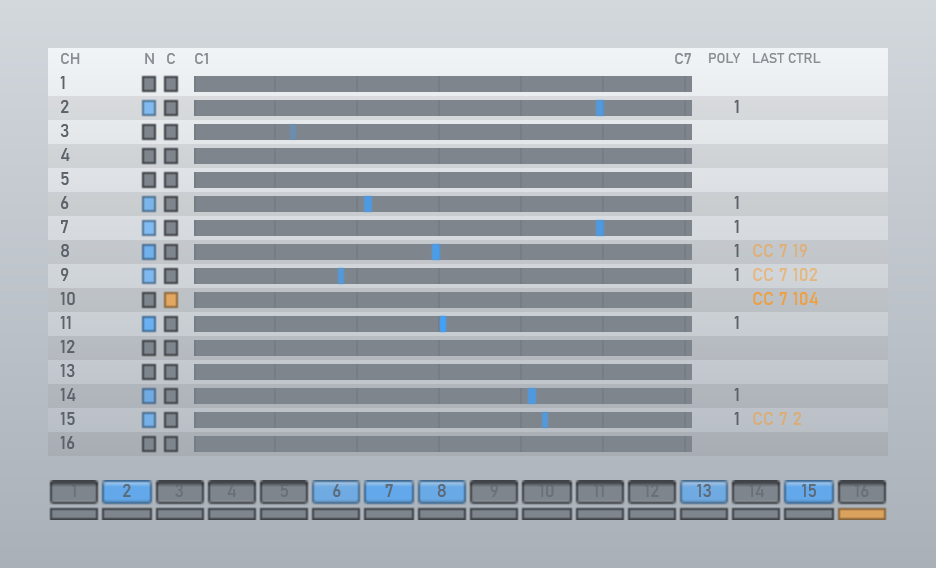 CH N C C1 C7 POLY LAST CTRL
1
2 1
3
4
5
6 1
7 1
8 1 CC 7 19
9 1 CC 7 102
10 CC 7 104
11 1
12
13
14 1
15 1 CC 7 2
16
1 2 3 4 5 6 7 8 9 10 11 12 13 14 15 16